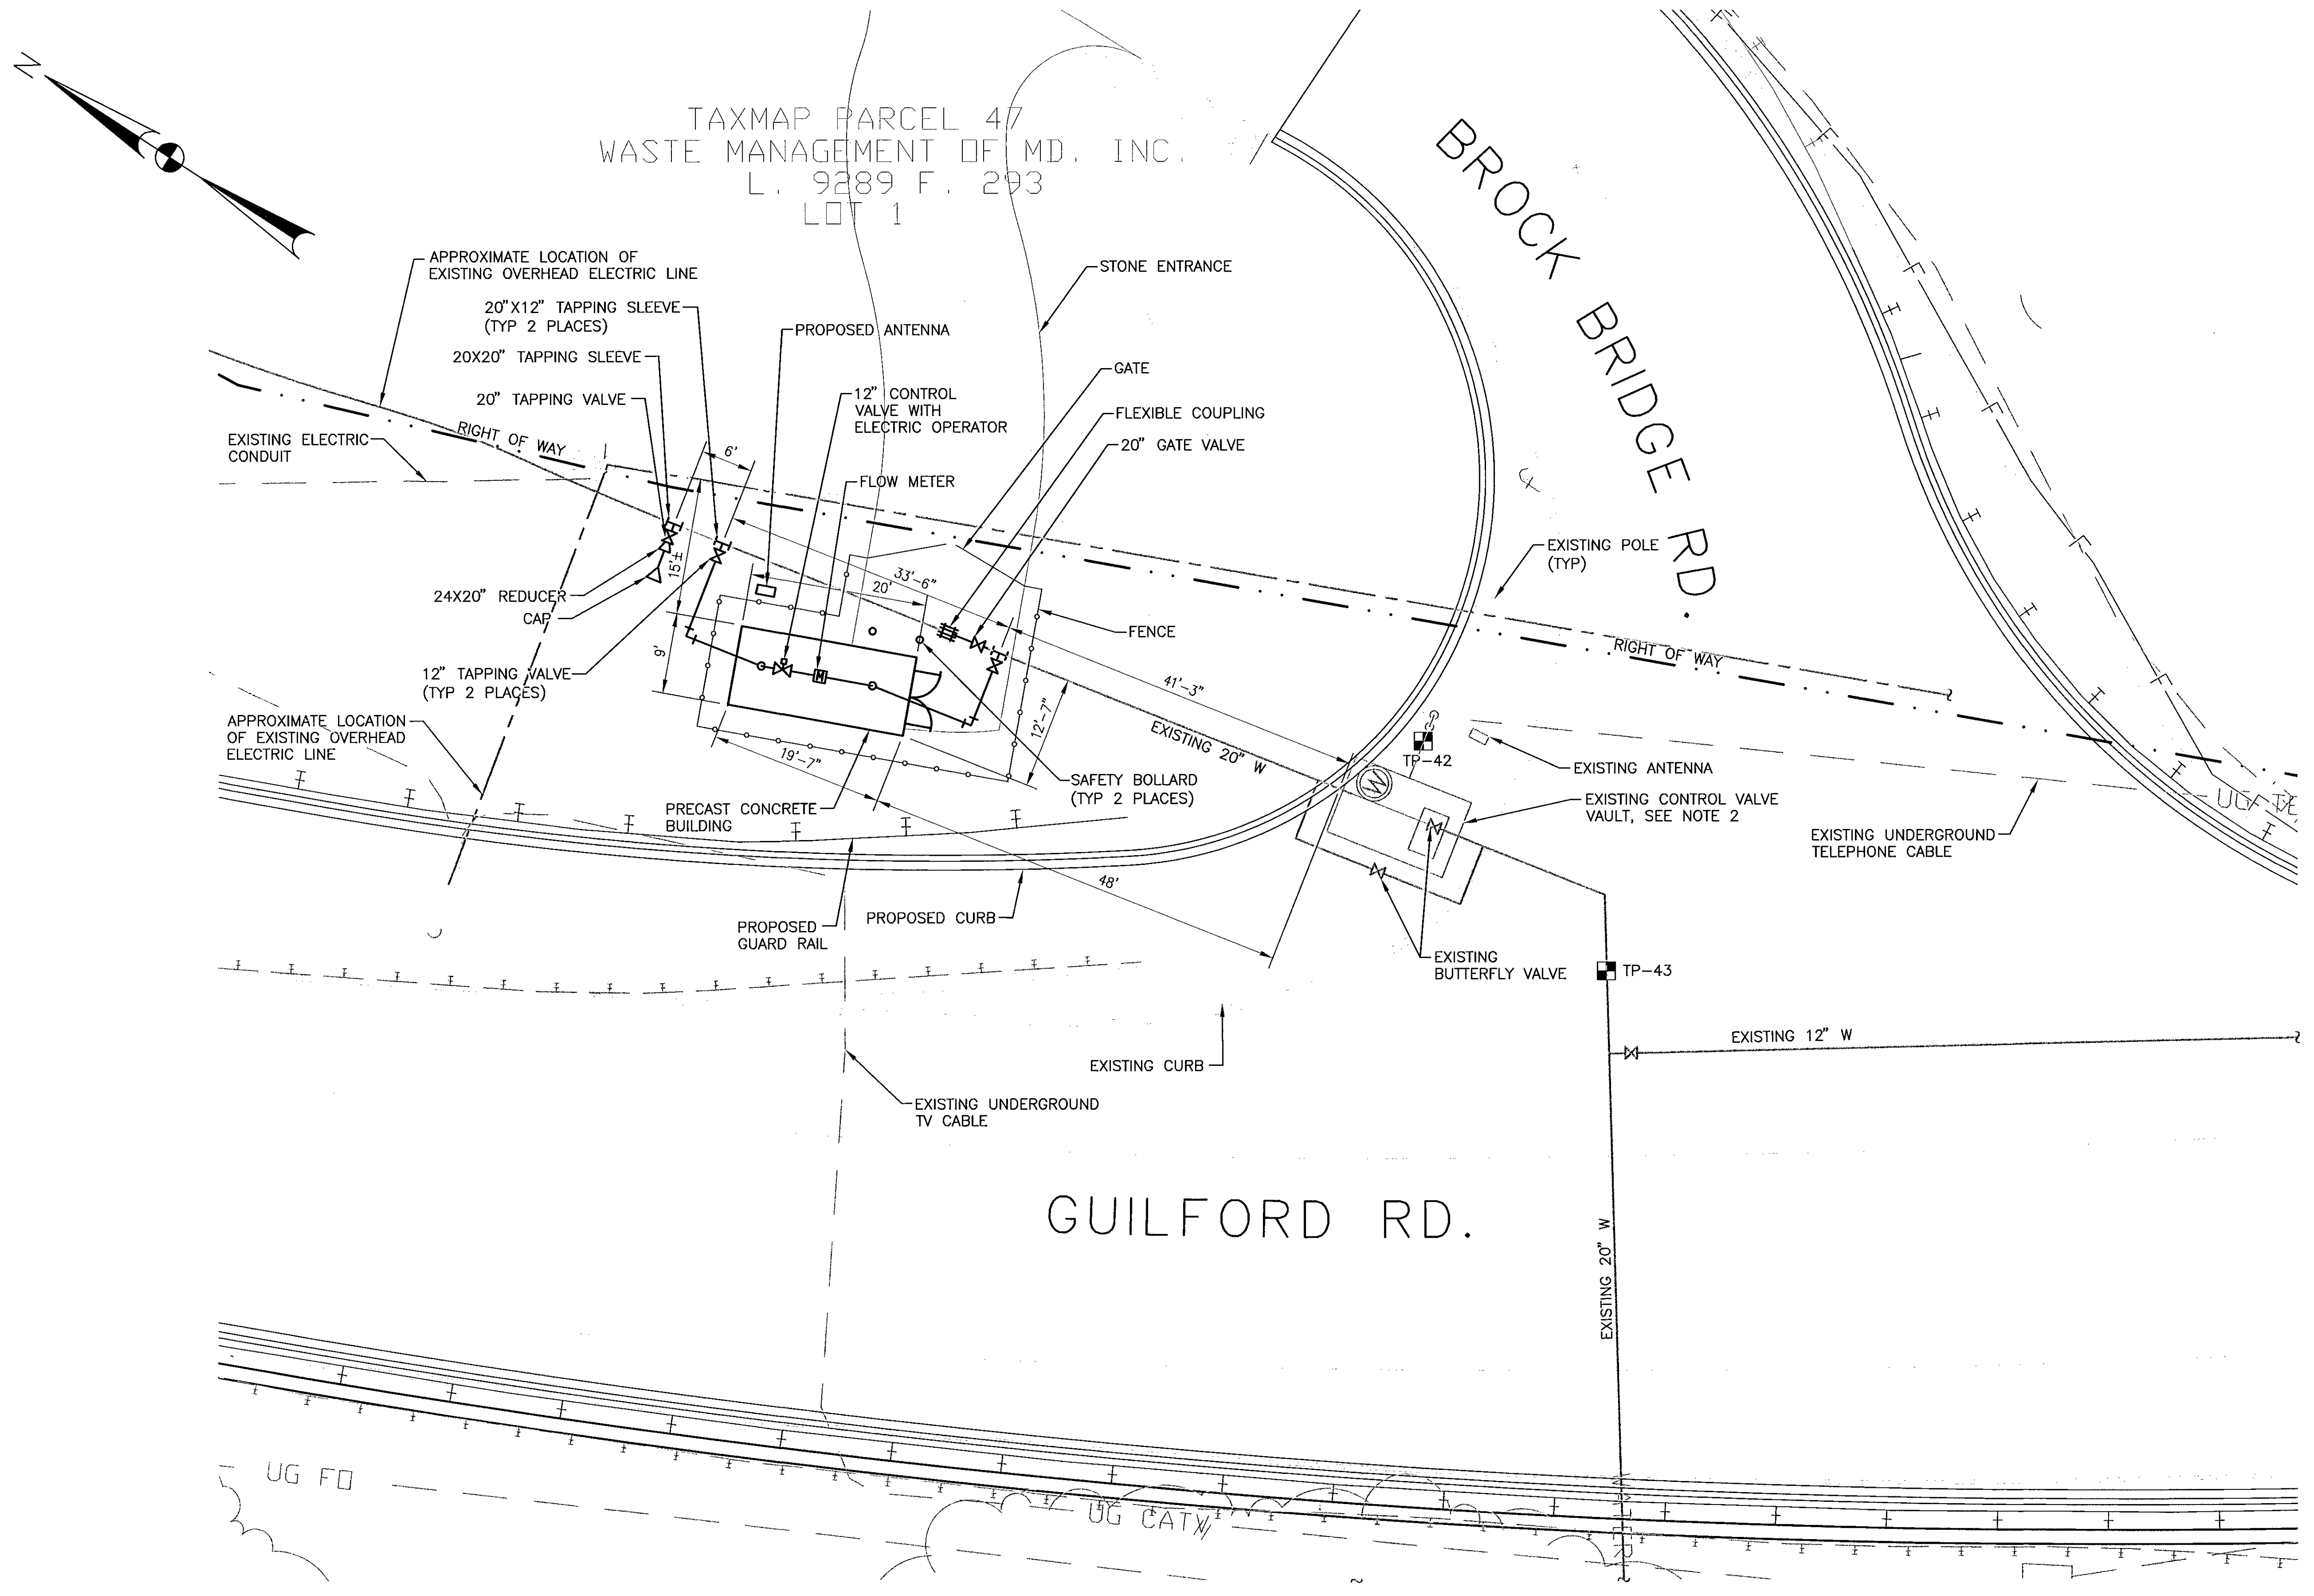 N
TAXMAP PARCEL 47
WASTE MANAGEMENT OF MD. INC.
L. 9289 F. 293
LOT 1
BROCK BRIDGE RD.
APPROXIMATE LOCATION OF
EXISTING OVERHEAD ELECTRIC LINE
20"X12" TAPPING SLEEVE
(TYP 2 PLACES)
20X20" TAPPING SLEEVE
20" TAPPING VALVE
EXISTING ELECTRIC
CONDUIT
RIGHT OF WAY
STONE ENTRANCE
PROPOSED ANTENNA
GATE
12" CONTROL
VALVE WITH
ELECTRIC OPERATOR
FLEXIBLE COUPLING
20" GATE VALVE
FLOW METER
6'
15'±
33'-6"
20'
9'
EXISTING POLE
(TYP)
24X20" REDUCER
CAP
FENCE
RIGHT OF WAY
12" TAPPING VALVE
(TYP 2 PLACES)
M
41'-3"
12'-7"
EXISTING 20" W
APPROXIMATE LOCATION
OF EXISTING OVERHEAD
ELECTRIC LINE
19'-7"
TP-42
W
EXISTING ANTENNA
SAFETY BOLLARD
(TYP 2 PLACES)
EXISTING CONTROL VALVE
VAULT, SEE NOTE 2
UG TE
PRECAST CONCRETE
BUILDING
EXISTING UNDERGROUND
TELEPHONE CABLE
48'
PROPOSED
GUARD RAIL
PROPOSED CURB
EXISTING
BUTTERFLY VALVE
TP-43
EXISTING 12" W
EXISTING CURB
EXISTING UNDERGROUND
TV CABLE
GUILFORD RD.
EXISTING 20" W
UG FO
UG CATV